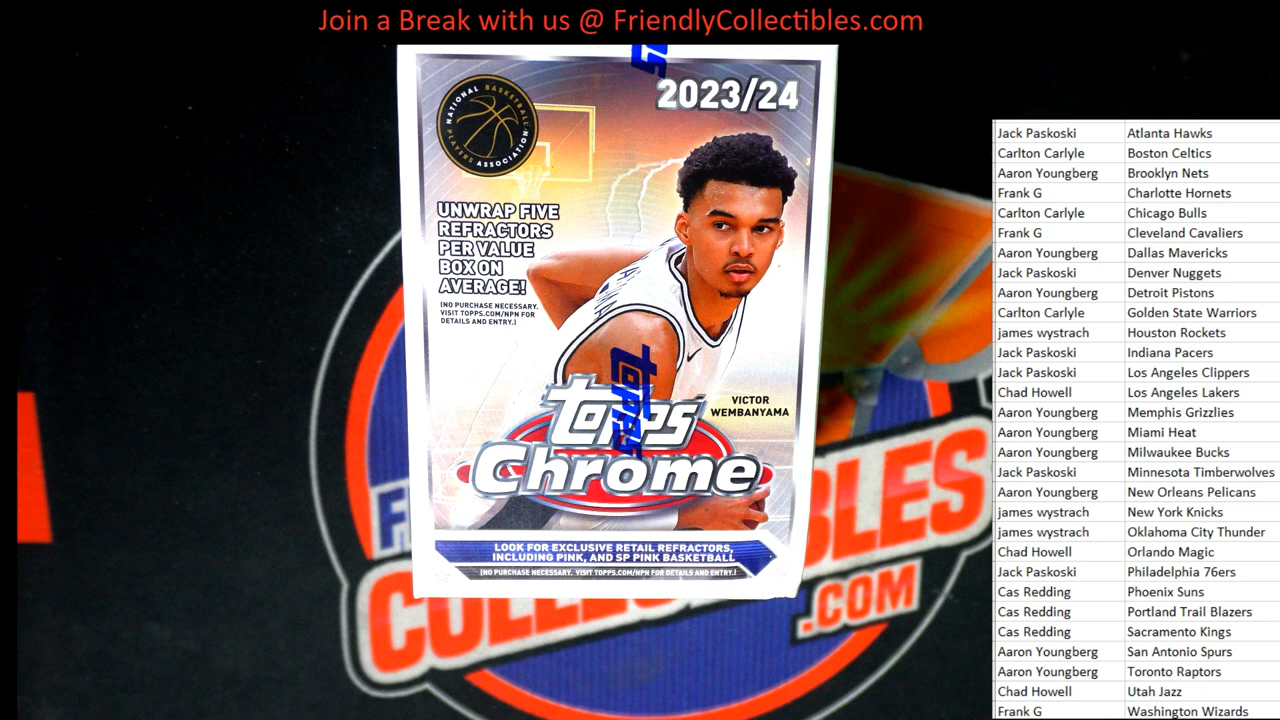 Join a Break with us @ FriendlyCollectibles.com
topps
2023/24
NATIONAL BASKETBALL
PLAYERS ASSOCIATION
UNWRAP FIVE
REFRACTORS
PER VALUE
BOX ON
AVERAGE!
(NO PURCHASE NECESSARY.
VISIT TOPPS.COM/NPN FOR
DETAILS AND ENTRY.)
VICTOR
WEMBANYAMA
topps
topps
Chrome
LOOK FOR EXCLUSIVE RETAIL REFRACTORS,
INCLUDING PINK, AND SP PINK BASKETBALL
(NO PURCHASE NECESSARY. VISIT TOPPS.COM/NPN FOR DETAILS AND ENTRY.)
.COM
Jack Paskoski Atlanta Hawks
Carlton Carlyle Boston Celtics
Aaron Youngberg Brooklyn Nets
Frank G Charlotte Hornets
Carlton Carlyle Chicago Bulls
Frank G Cleveland Cavaliers
Aaron Youngberg Dallas Mavericks
Jack Paskoski Denver Nuggets
Aaron Youngberg Detroit Pistons
Carlton Carlyle Golden State Warriors
james wystrach Houston Rockets
Jack Paskoski Indiana Pacers
Jack Paskoski Los Angeles Clippers
Chad Howell Los Angeles Lakers
Aaron Youngberg Memphis Grizzlies
Aaron Youngberg Miami Heat
Aaron Youngberg Milwaukee Bucks
Jack Paskoski Minnesota Timberwolves
Aaron Youngberg New Orleans Pelicans
james wystrach New York Knicks
james wystrach Oklahoma City Thunder
Chad Howell Orlando Magic
Jack Paskoski Philadelphia 76ers
Cas Redding Phoenix Suns
Cas Redding Portland Trail Blazers
Cas Redding Sacramento Kings
Aaron Youngberg San Antonio Spurs
Aaron Youngberg Toronto Raptors
Chad Howell Utah Jazz
Frank G Washington Wizards